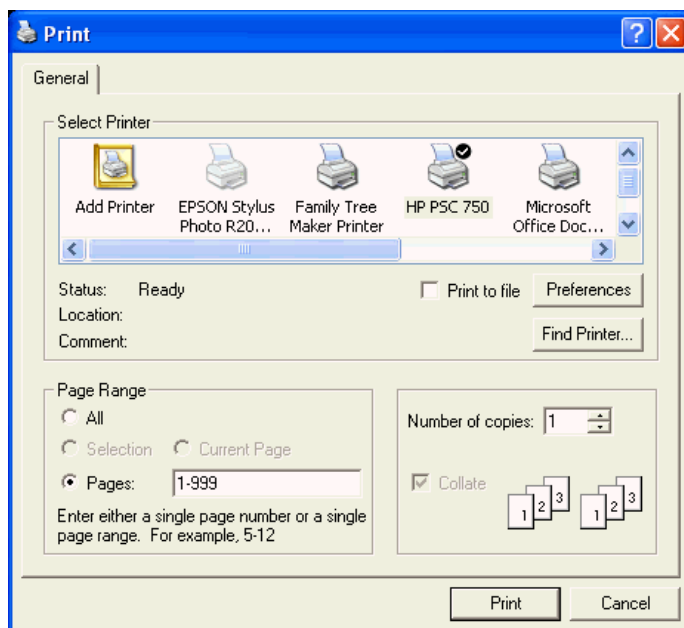 Print
General
Select Printer
Add Printer
EPSON Stylus
Photo R20...
Family Tree
Maker Printer
HP PSC 750
Microsoft
Office Doc...
Status: Ready
Print to file
Preferences
Location:
Comment:
Find Printer...
Page Range
All
Selection
Current Page
Pages: 1-999
Enter either a single page number or a single
page range. For example, 5-12
Number of copies: 1
Collate
1 2 3 1 2 3
Print
Cancel